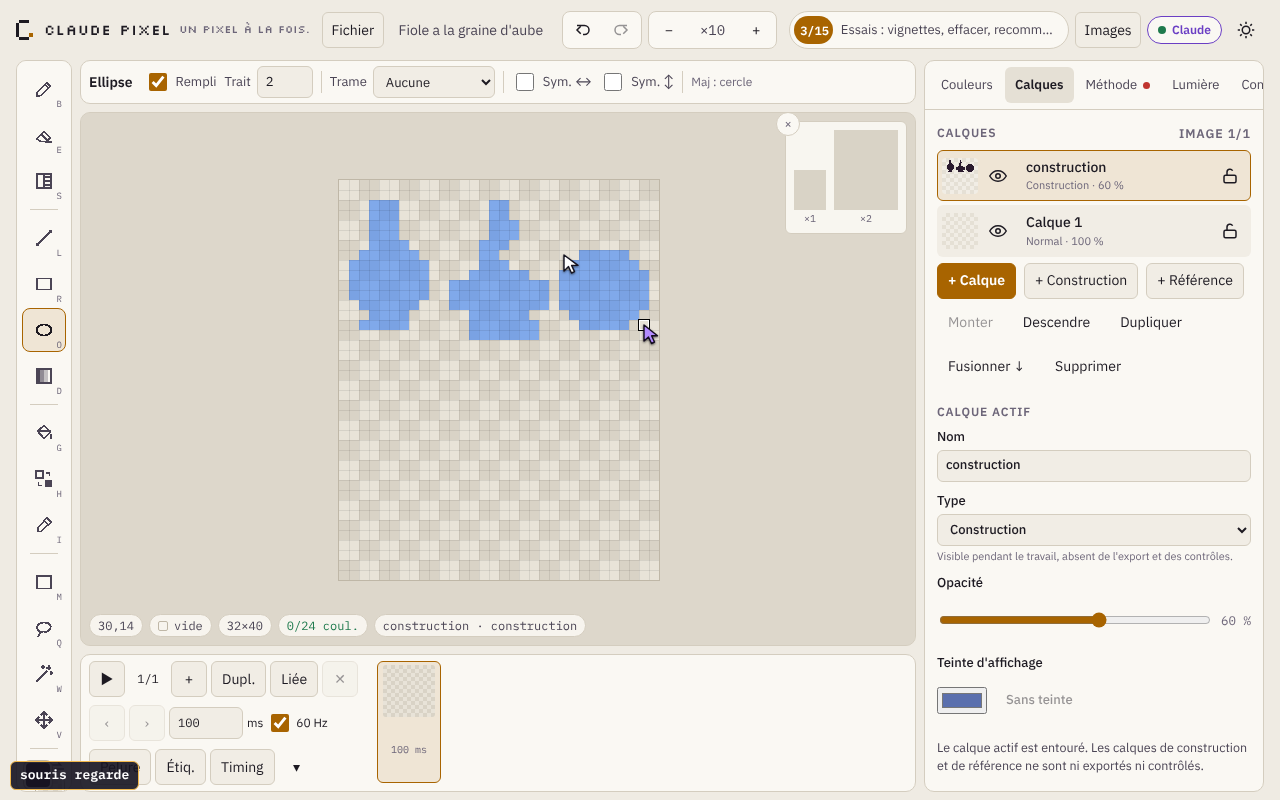 CLAUDE PIXEL UN PIXEL À LA FOIS. Fichier Fiole a la graine d'aube − ×10 + 3/15 Essais : vignettes, effacer, recomm… Images Claude
Ellipse Rempli Trait 2 Trame Aucune Sym. ↔ Sym. ↕ Maj : cercle
B
E
S
L
R
O
D
G
H
I
M
Q
W
V
×
×1 ×2
30,14 vide 32×40 0/24 coul. construction · construction
1/1 + Dupl. Liée ✕
‹ › 100 ms 60 Hz
Étiq. Timing ▼
100 ms
souris regarde
Couleurs Calques Méthode Lumière Con
CALQUES IMAGE 1/1
construction
Construction · 60 %
Calque 1
Normal · 100 %
+ Calque + Construction + Référence
Monter Descendre Dupliquer
Fusionner ↓ Supprimer
CALQUE ACTIF
Nom
construction
Type
Construction
Visible pendant le travail, absent de l'export et des contrôles.
Opacité
60 %
Teinte d'affichage
Sans teinte
Le calque actif est entouré. Les calques de construction
et de référence ne sont ni exportés ni contrôlés.